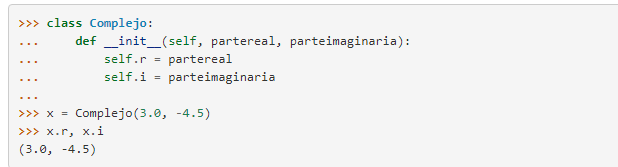 >>> class Complejo:
...     def __init__(self, partereal, parteimaginaria):
...         self.r = partereal
...         self.i = parteimaginaria
...
>>> x = Complejo(3.0, -4.5)
>>> x.r, x.i
(3.0, -4.5)